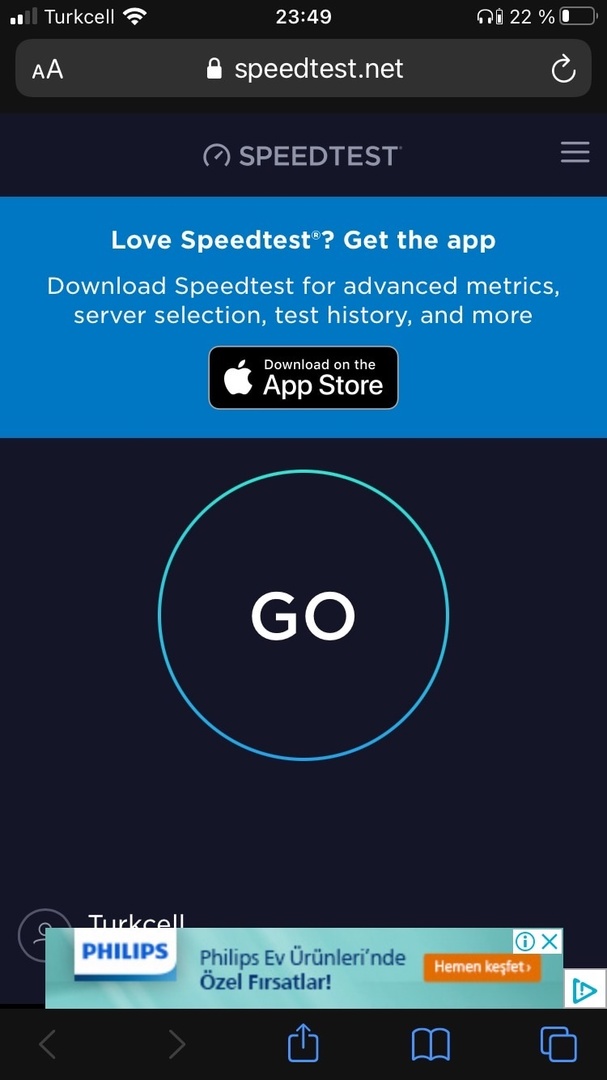 Turkcell
23:49
22 %
AA
speedtest.net
SPEEDTEST
Love Speedtest®? Get the app
Download Speedtest for advanced metrics,
server selection, test history, and more
Download on the
App Store
GO
Turkcell
PHILIPS
Philips Ev Ürünleri'nde
Özel Fırsatlar!
Hemen keşfet ›